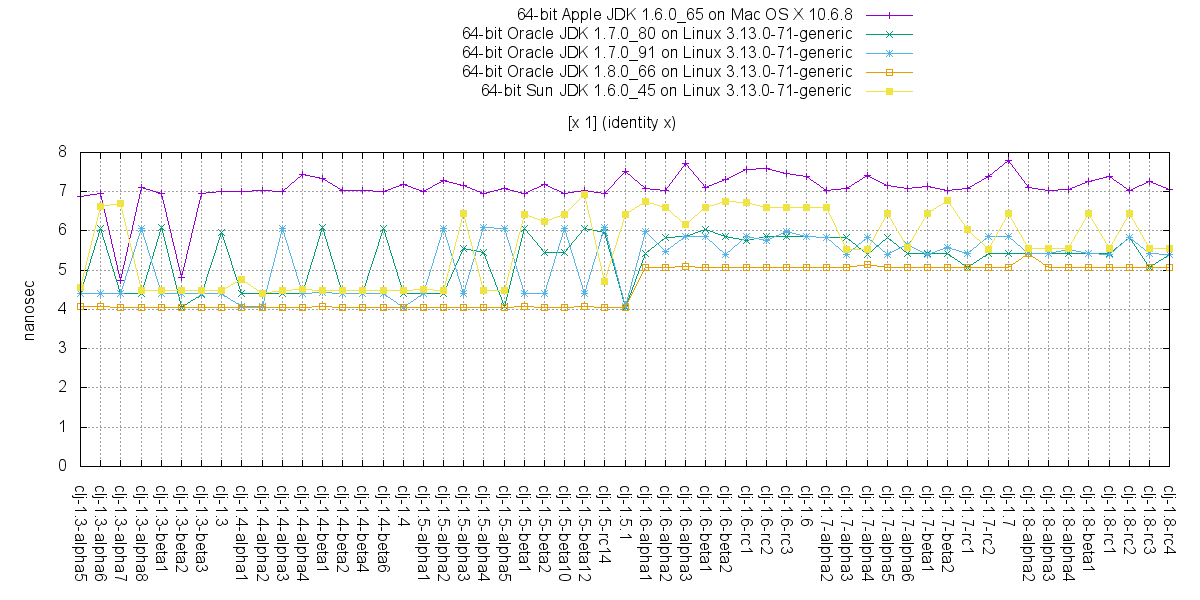 64-bit Apple JDK 1.6.0_65 on Mac OS X 10.6.8
64-bit Oracle JDK 1.7.0_80 on Linux 3.13.0-71-generic
64-bit Oracle JDK 1.7.0_91 on Linux 3.13.0-71-generic
64-bit Oracle JDK 1.8.0_66 on Linux 3.13.0-71-generic
64-bit Sun JDK 1.6.0_45 on Linux 3.13.0-71-generic
[x 1] (identity x)
nanosec
8
7
6
5
4
3
2
1
0
clj-1.3-alpha5
clj-1.3-alpha6
clj-1.3-alpha7
clj-1.3-alpha8
clj-1.3-beta1
clj-1.3-beta2
clj-1.3-beta3
clj-1.3
clj-1.4-alpha1
clj-1.4-alpha2
clj-1.4-alpha3
clj-1.4-alpha4
clj-1.4-beta1
clj-1.4-beta2
clj-1.4-beta4
clj-1.4-beta6
clj-1.4
clj-1.5-alpha1
clj-1.5-alpha2
clj-1.5-alpha3
clj-1.5-alpha4
clj-1.5-alpha5
clj-1.5-beta1
clj-1.5-beta2
clj-1.5-beta10
clj-1.5-beta12
clj-1.5-rc14
clj-1.5.1
clj-1.6-alpha1
clj-1.6-alpha2
clj-1.6-alpha3
clj-1.6-beta1
clj-1.6-beta2
clj-1.6-rc1
clj-1.6-rc2
clj-1.6-rc3
clj-1.6
clj-1.7-alpha2
clj-1.7-alpha3
clj-1.7-alpha4
clj-1.7-alpha5
clj-1.7-alpha6
clj-1.7-beta1
clj-1.7-beta2
clj-1.7-rc1
clj-1.7-rc2
clj-1.7
clj-1.8-alpha2
clj-1.8-alpha3
clj-1.8-alpha4
clj-1.8-beta1
clj-1.8-rc1
clj-1.8-rc2
clj-1.8-rc3
clj-1.8-rc4